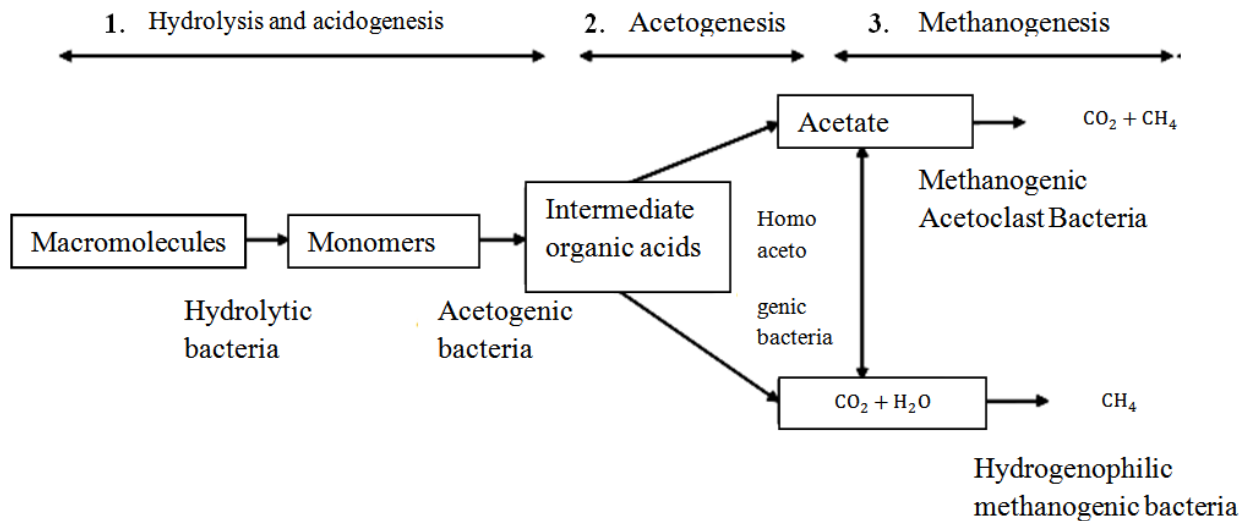 1. Hydrolysis and acidogenesis
2. Acetogenesis
3. Methanogenesis
Acetate
CO₂ + CH₄
Methanogenic
Acetoclast Bacteria
Macromolecules
Monomers
Intermediate
organic acids
Homo
aceto
genic
bacteria
Hydrolytic
bacteria
Acetogenic
bacteria
CO₂ + H₂O
CH₄
Hydrogenophilic
methanogenic bacteria